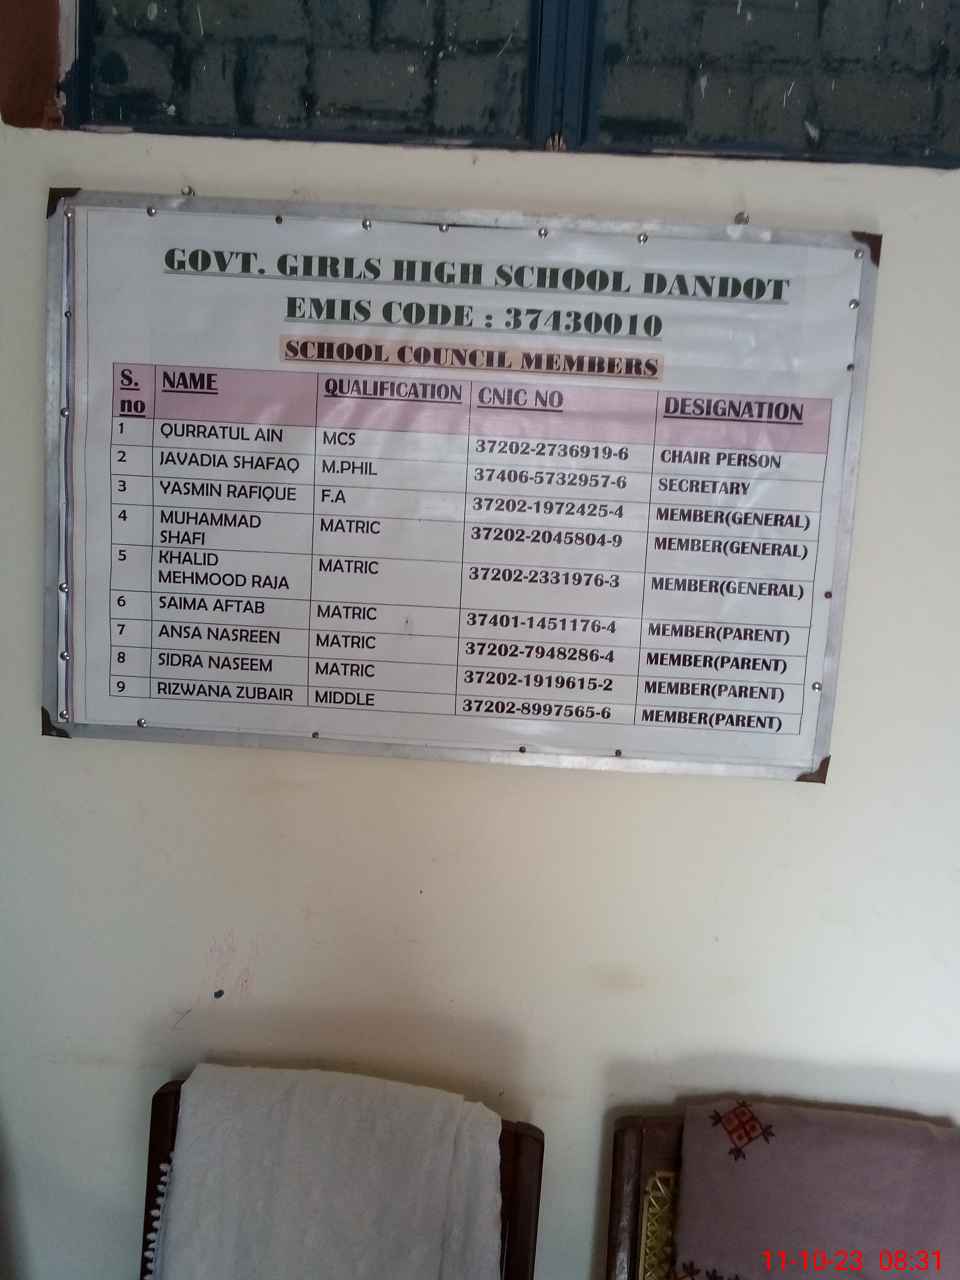 GOVT. GIRLS HIGH SCHOOL DANDOT
EMIS CODE : 37430010
SCHOOL COUNCIL MEMBERS
S. no NAME QUALIFICATION CNIC NO DESIGNATION
1 QURRATUL AIN MCS 37202-2736919-6 CHAIR PERSON
2 JAVADIA SHAFAQ M.PHIL 37406-5732957-6 SECRETARY
3 YASMIN RAFIQUE F.A 37202-1972425-4 MEMBER(GENERAL)
4 MUHAMMAD SHAFI MATRIC 37202-2045804-9 MEMBER(GENERAL)
5 KHALID MEHMOOD RAJA MATRIC 37202-2331976-3 MEMBER(GENERAL)
6 SAIMA AFTAB MATRIC 37401-1451176-4 MEMBER(PARENT)
7 ANSA NASREEN MATRIC 37202-7948286-4 MEMBER(PARENT)
8 SIDRA NASEEM MATRIC 37202-1919615-2 MEMBER(PARENT)
9 RIZWANA ZUBAIR MIDDLE 37202-8997565-6 MEMBER(PARENT)
11-10-23 08:31